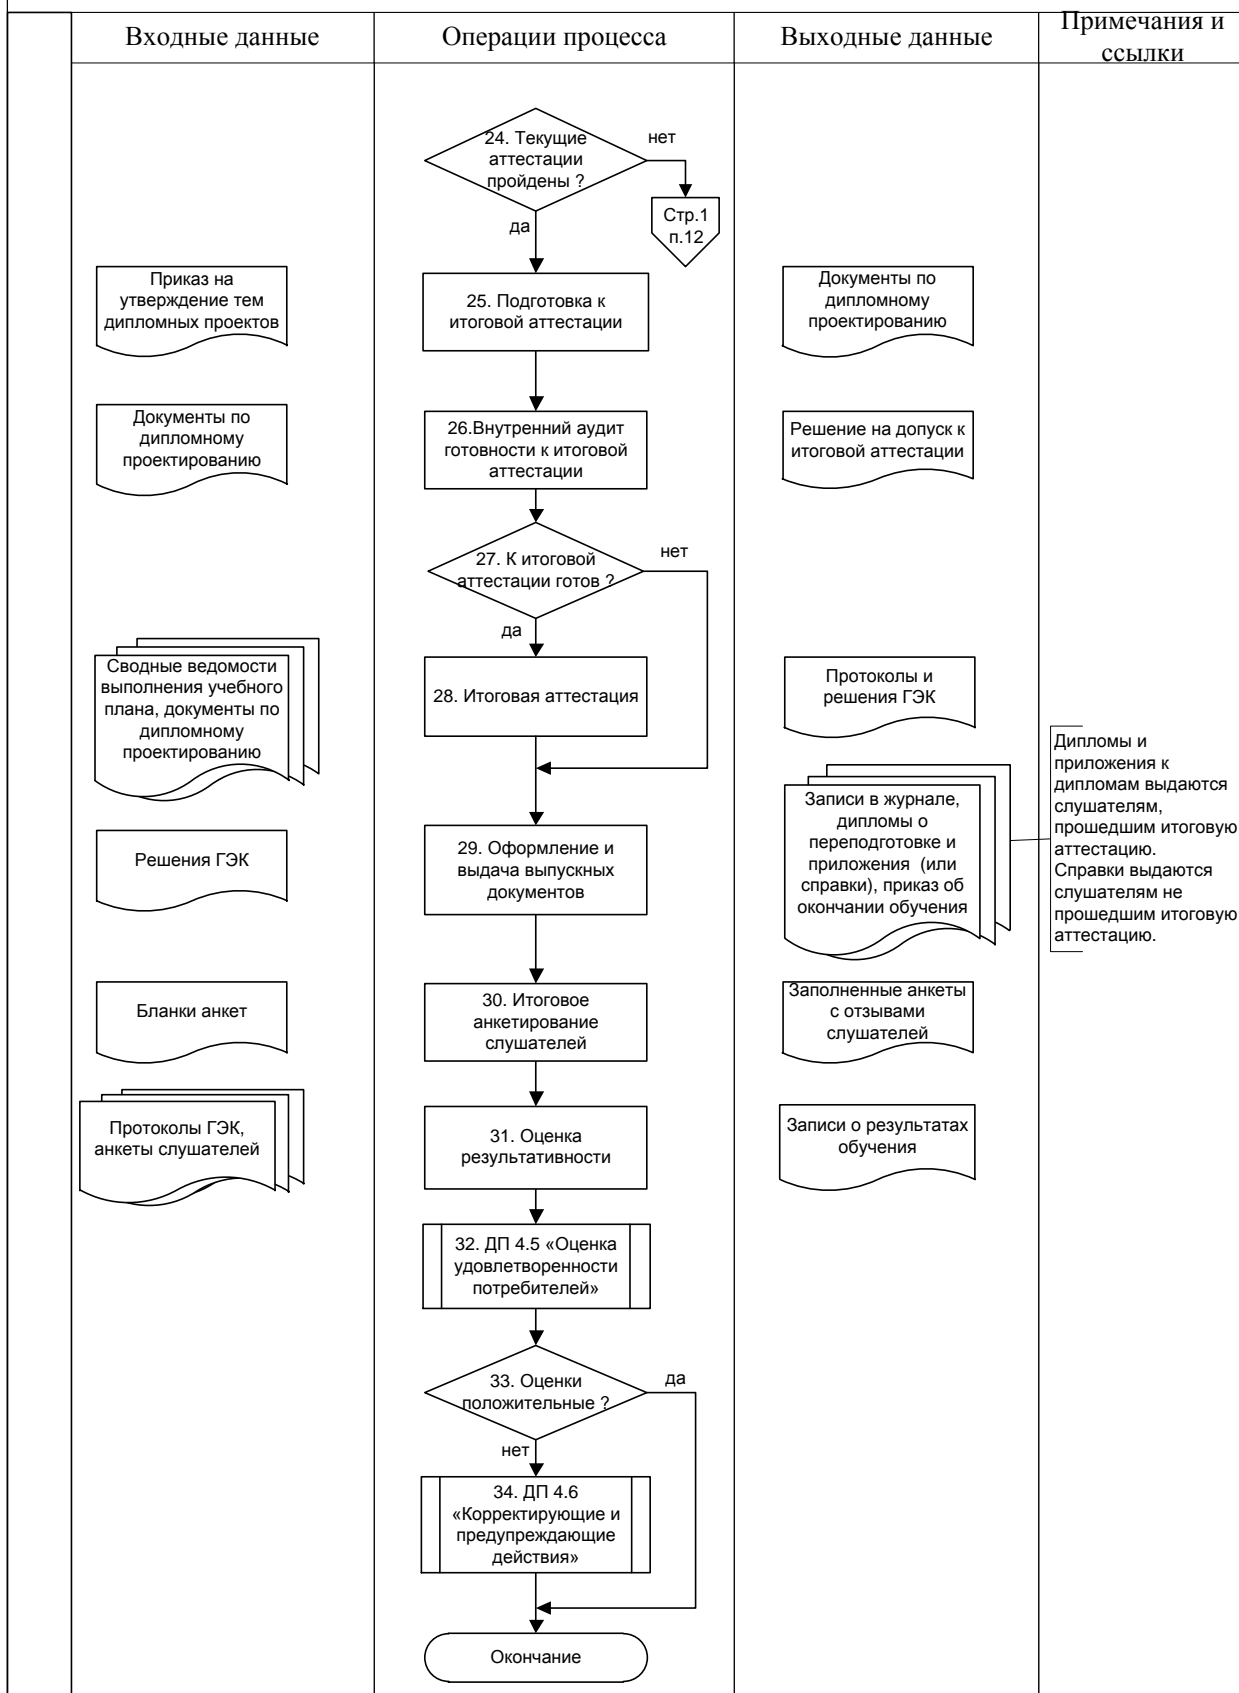 Входные данные
Операции процесса
Выходные данные
Примечания и
ссылки
24. Текущие
аттестации
пройдены ?
нет
да
Стр.1
п.12
Приказ на
утверждение тем
дипломных проектов
25. Подготовка к
итоговой аттестации
Документы по
дипломному
проектированию
Документы по
дипломному
проектированию
26.Внутренний аудит
готовности к итоговой
аттестации
Решение на допуск к
итоговой аттестации
27. К итоговой
аттестации готов ?
нет
да
Сводные ведомости
выполнения учебного
плана, документы по
дипломному
проектированию
28. Итоговая аттестация
Протоколы и
решения ГЭК
Решения ГЭК
29. Оформление и
выдача выпускных
документов
Записи в журнале,
дипломы о
переподготовке и
приложения (или
справки), приказ об
окончании обучения
Дипломы и
приложения к
дипломам выдаются
слушателям,
прошедшим итоговую
аттестацию.
Справки выдаются
слушателям не
прошедшим итоговую
аттестацию.
Бланки анкет
30. Итоговое
анкетирование
слушателей
Заполненные анкеты
с отзывами
слушателей
Протоколы ГЭК,
анкеты слушателей
31. Оценка
результативности
Записи о результатах
обучения
32. ДП 4.5 «Оценка
удовлетворенности
потребителей»
33. Оценки
положительные ?
да
нет
34. ДП 4.6
«Корректирующие и
предупреждающие
действия»
Окончание